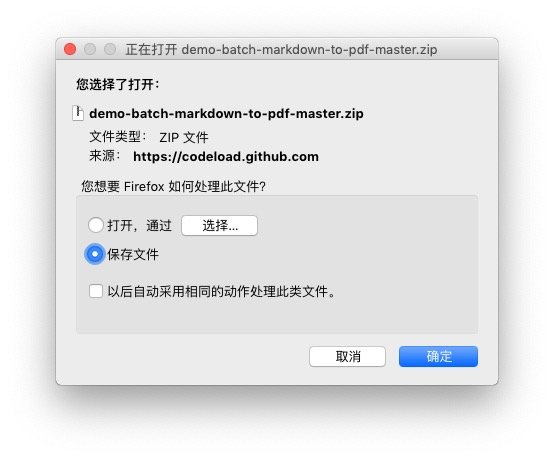 正在打开 demo-batch-markdown-to-pdf-master.zip
您选择了打开：
demo-batch-markdown-to-pdf-master.zip
文件类型： ZIP 文件
来源： https://codeload.github.com
您想要 Firefox 如何处理此文件?
打开，通过 选择...
保存文件
以后自动采用相同的动作处理此类文件。
取消 确定